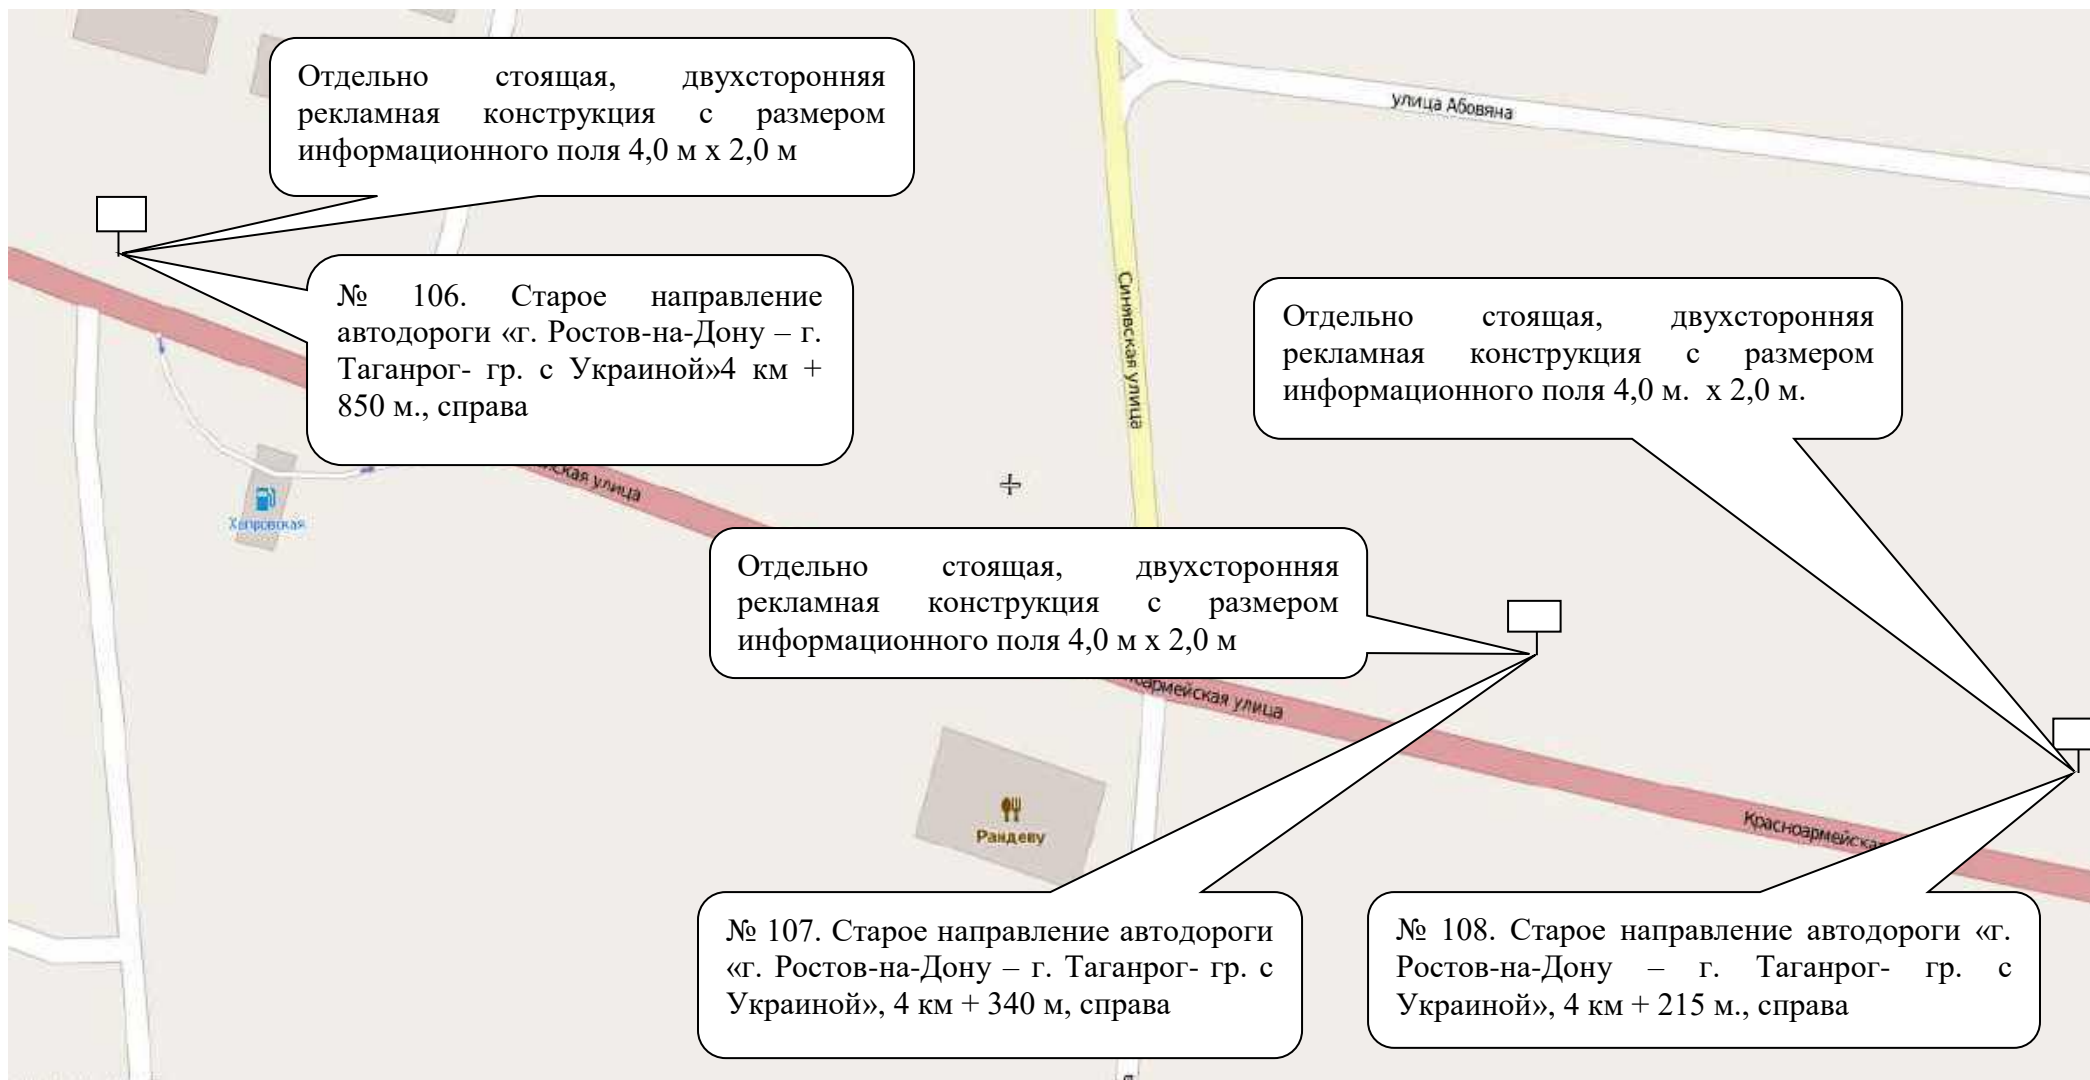 Отдельно стоящая, двухсторонняя
рекламная конструкция с размером
информационного поля 4,0 м х 2,0 м
улица Абовяна
№ 106. Старое направление
автодороги «г. Ростов-на-Дону – г.
Таганрог- гр. с Украиной»4 км +
850 м., справа
Синявская улица
Отдельно стоящая, двухсторонняя
рекламная конструкция с размером
информационного поля 4,0 м. х 2,0 м.
улица
Хапровская
Отдельно стоящая, двухсторонняя
рекламная конструкция с размером
информационного поля 4,0 м х 2,0 м
армейская улица
Рандеву
Красноармейская
№ 107. Старое направление автодороги
«г. Ростов-на-Дону – г. Таганрог- гр. с
Украиной», 4 км + 340 м, справа
№ 108. Старое направление автодороги «г.
Ростов-на-Дону – г. Таганрог- гр. с
Украиной», 4 км + 215 м., справа